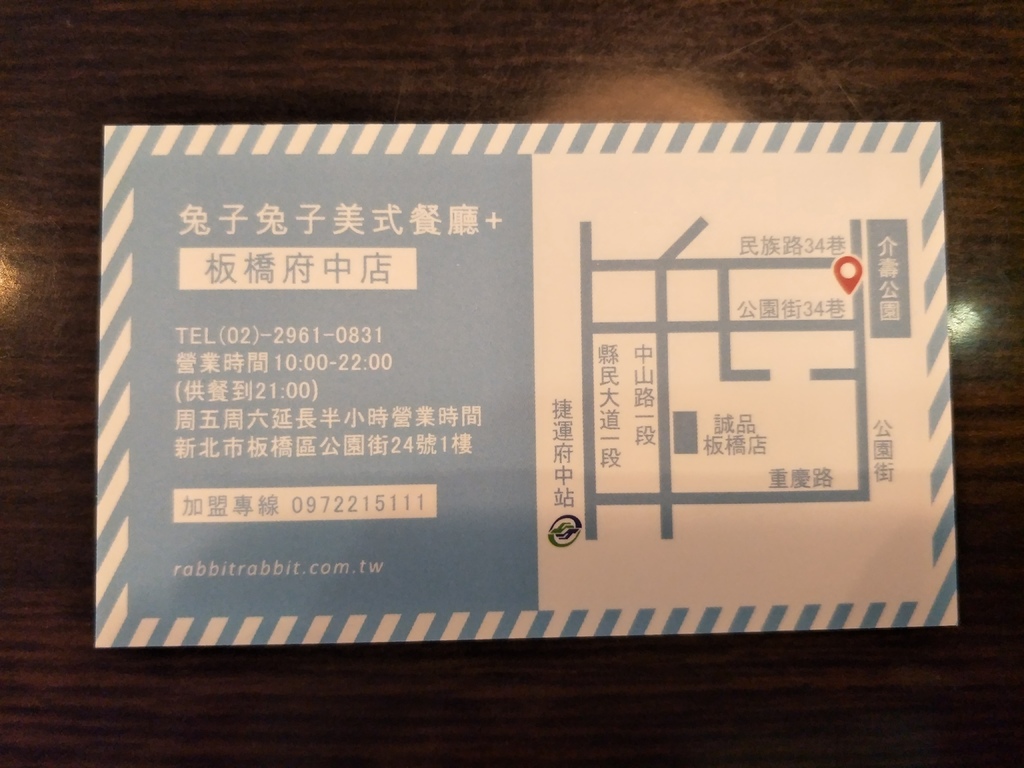 兔子兔子美式餐廳+
板橋府中店
TEL(02)-2961-0831
營業時間10:00-22:00
(供餐到21:00)
周五周六延長半小時營業時間
新北市板橋區公園街24號1樓
加盟專線 0972215111
rabbitrabbit.com.tw
民族路34巷
介壽公園
公園街34巷
縣民大道一段
中山路一段
捷運府中站
誠品
板橋店
公園街
重慶路